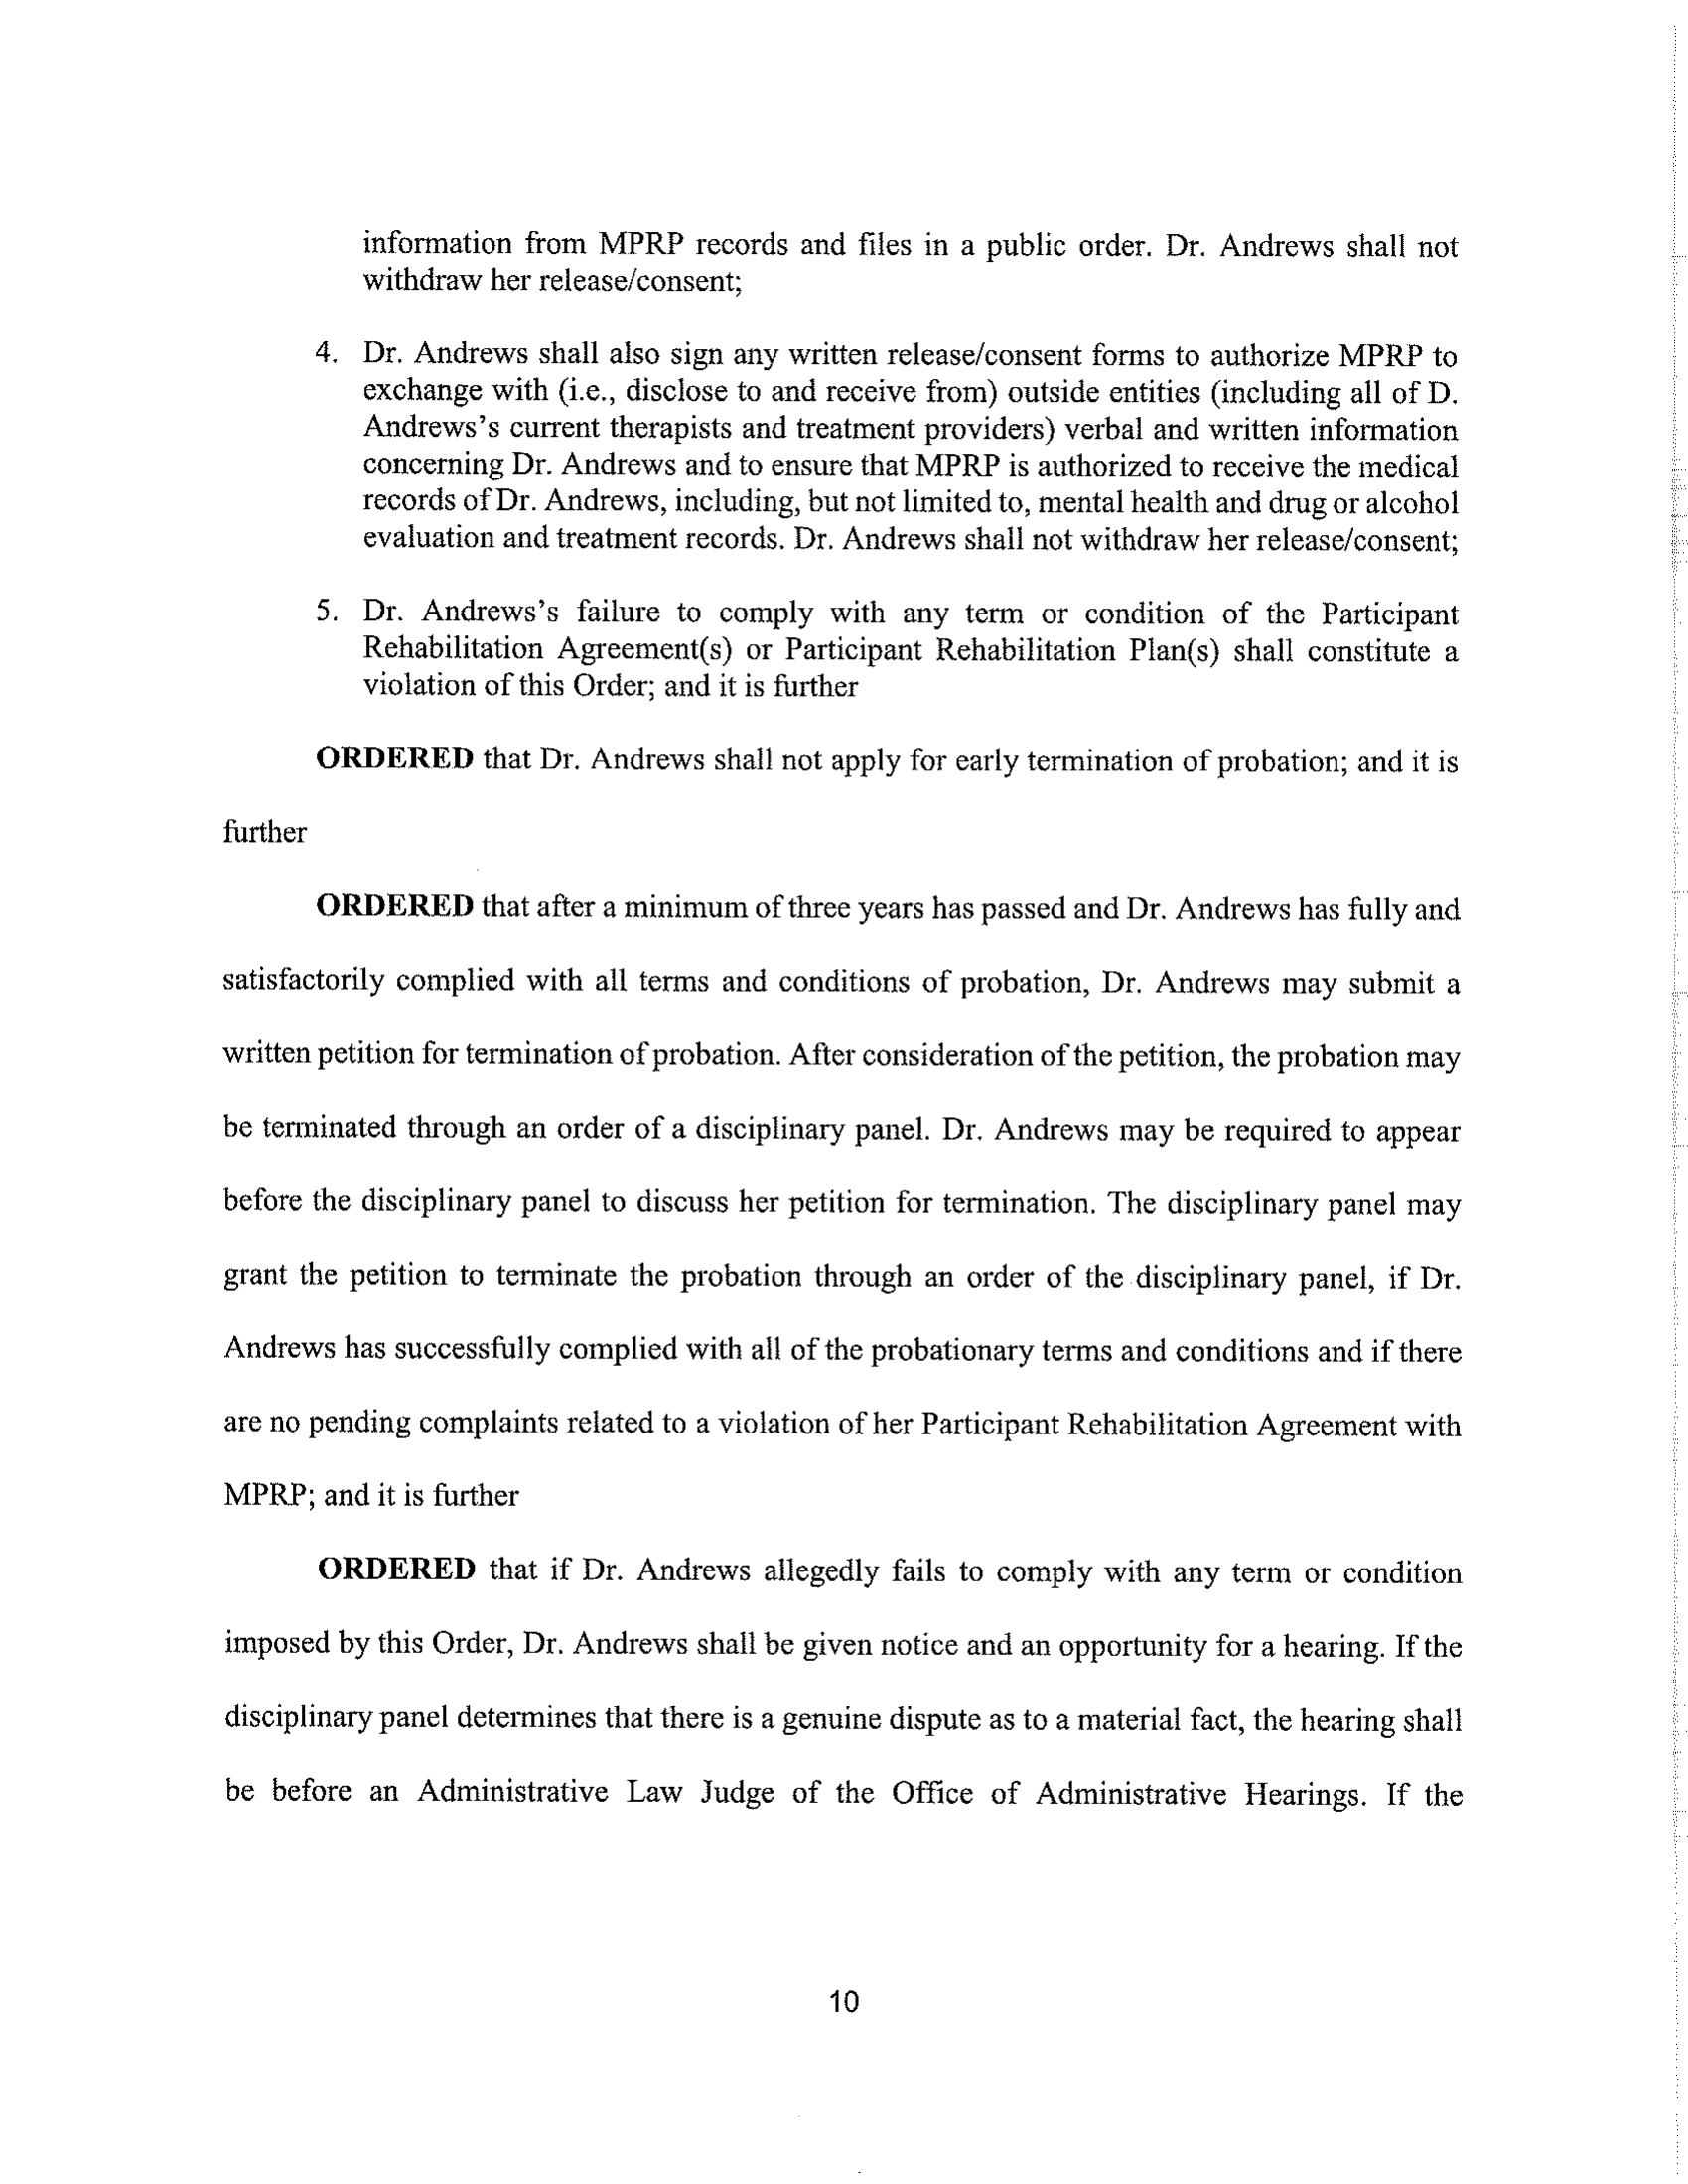 information from MPRP records and files in a public order. Dr. Andrews shall not
withdraw her release/consent;
4. Dr. Andrews shall also sign any written release/consent forms to authorize MPRP to
exchange with (i.e., disclose to and receive from) outside entities (including all of D.
Andrews's current therapists and treatment providers) verbal and written information
concerning Dr. Andrews and to ensure that MPRP is authorized to receive the medical
records of Dr. Andrews, including, but not limited to, mental health and drug or alcohol
evaluation and treatment records. Dr. Andrews shall not withdraw her release/consent;
5. Dr. Andrews's failure to comply with any term or condition of the Participant
Rehabilitation Agreement(s) or Participant Rehabilitation Plan(s) shall constitute a
violation of this Order; and it is further
ORDERED that Dr. Andrews shall not apply for early termination of probation; and it is
further
ORDERED that after a minimum of three years has passed and Dr. Andrews has fully and
satisfactorily complied with all terms and conditions of probation, Dr. Andrews may submit a
written petition for termination of probation. After consideration of the petition, the probation may
be terminated through an order of a disciplinary panel. Dr. Andrews may be required to appear
before the disciplinary panel to discuss her petition for termination. The disciplinary panel may
grant the petition to terminate the probation through an order of the disciplinary panel, if Dr.
Andrews has successfully complied with all of the probationary terms and conditions and if there
are no pending complaints related to a violation of her Participant Rehabilitation Agreement with
MPRP; and it is further
ORDERED that if Dr. Andrews allegedly fails to comply with any term or condition
imposed by this Order, Dr. Andrews shall be given notice and an opportunity for a hearing. If the
disciplinary panel determines that there is a genuine dispute as to a material fact, the hearing shall
be before an Administrative Law Judge of the Office of Administrative Hearings. If the
10